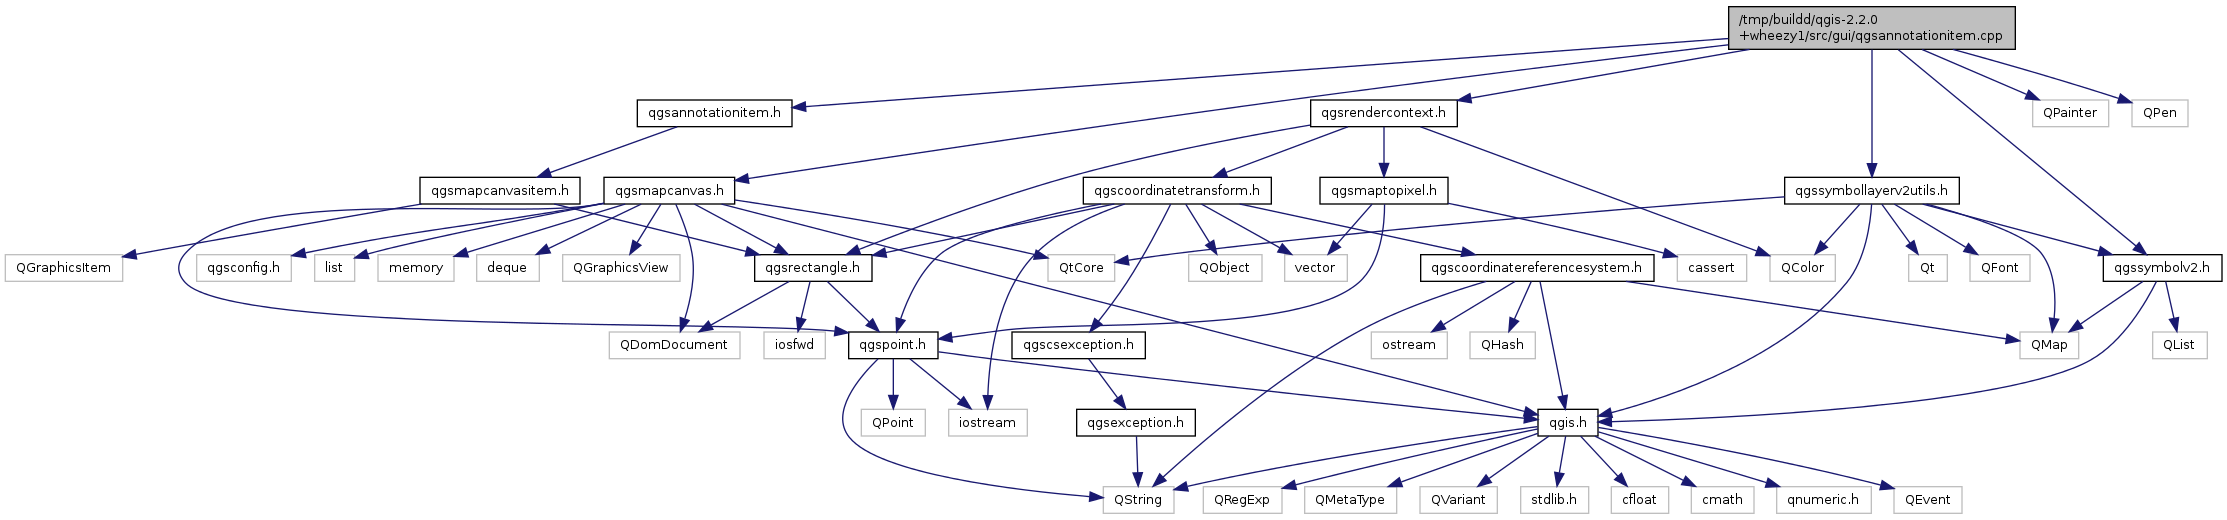 /tmp/buildd/qgis-2.2.0
+wheezy1/src/gui/qgsannotationitem.cpp
qgsannotationitem.h
qgsrendercontext.h
QPainter
QPen
qgsmapcanvasitem.h
qgsmapcanvas.h
qgscoordinatetransform.h
qgsmaptopixel.h
qgssymbollayerv2utils.h
QGraphicsItem
qgsconfig.h
list
memory
deque
QGraphicsView
qgsrectangle.h
QtCore
QObject
vector
qgscoordinatereferencesystem.h
cassert
QColor
Qt
QFont
qgssymbolv2.h
QDomDocument
iosfwd
qgspoint.h
qgscsexception.h
ostream
QHash
QMap
QList
QPoint
iostream
qgsexception.h
qgis.h
QString
QRegExp
QMetaType
QVariant
stdlib.h
cfloat
cmath
qnumeric.h
QEvent